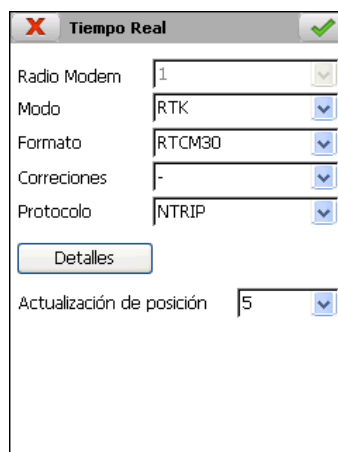 Tiempo Real
Radio Modem 1
Modo RTK
Formato RTCM30
Correciones -
Protocolo NTRIP
Detalles
Actualización de posición 5